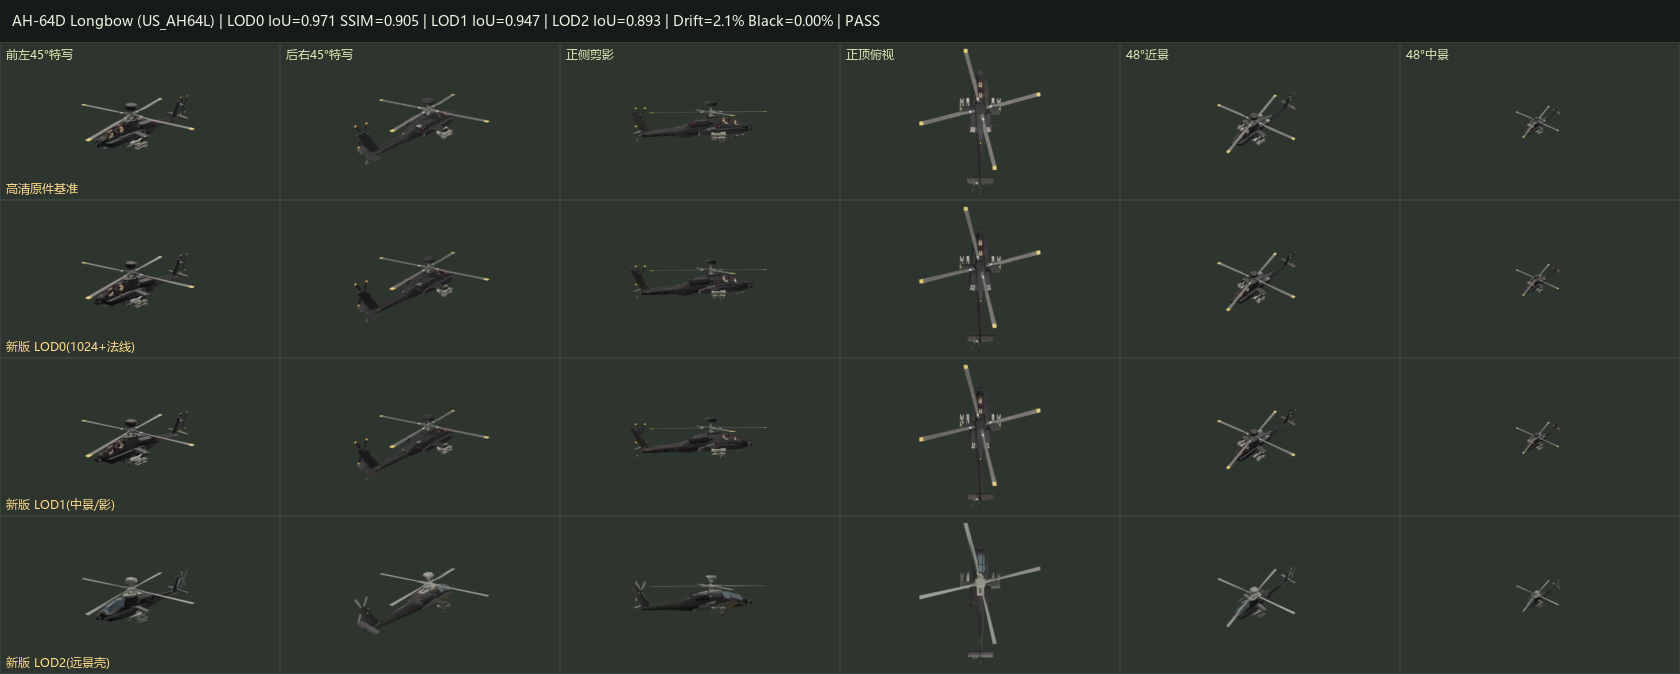 AH-64D Longbow (US_AH64L) | LOD0 IoU=0.971 SSIM=0.905 | LOD1 IoU=0.947 | LOD2 IoU=0.893 | Drift=2.1% Black=0.00% | PASS
前左45°特写
后右45°特写
正侧剪影
正顶俯视
48°近景
48°中景
高清原件基准
新版 LOD0(1024+法线)
新版 LOD1(中景/影)
新版 LOD2(远景壳)